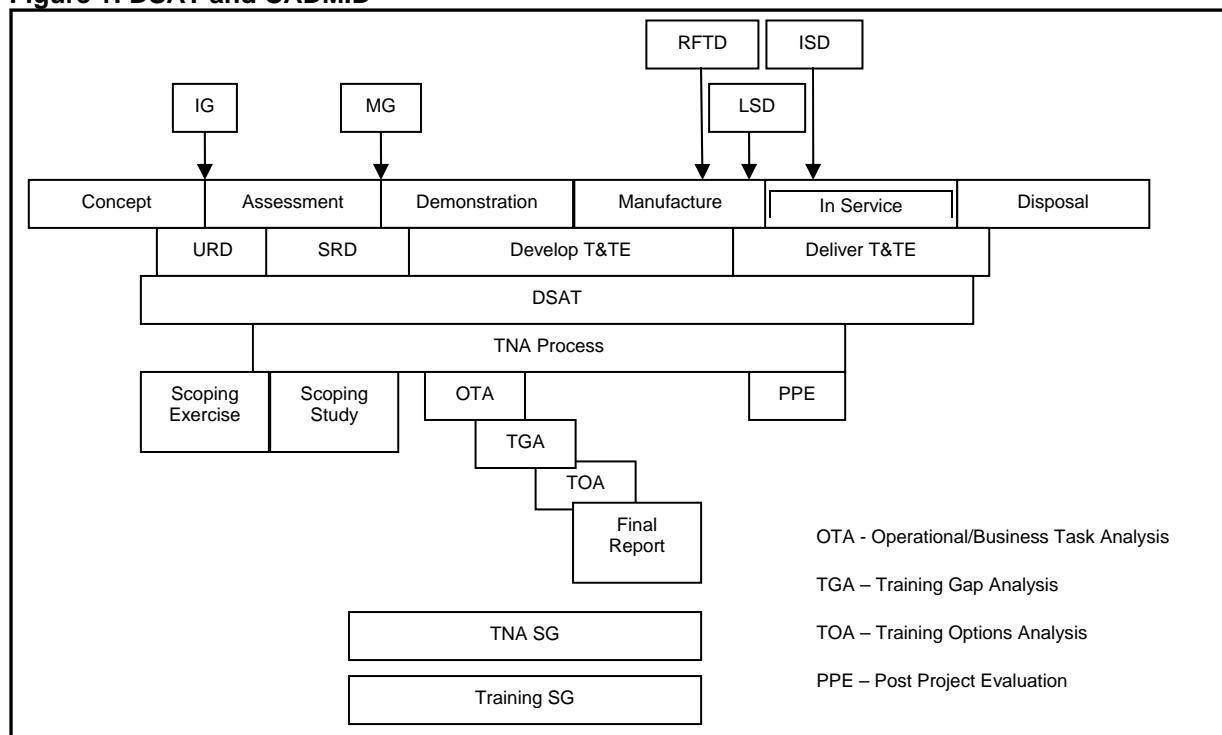 Figure 1: DSAT and CADMID
RFTD
ISD
IG
MG
LSD
Concept
Assessment
Demonstration
Manufacture
In Service
Disposal
URD
SRD
Develop T&TE
Deliver T&TE
DSAT
TNA Process
Scoping
Exercise
Scoping
Study
OTA
PPE
TGA
TOA
Final
Report
OTA - Operational/Business Task Analysis
TGA – Training Gap Analysis
TNA SG
TOA – Training Options Analysis
Training SG
PPE – Post Project Evaluation